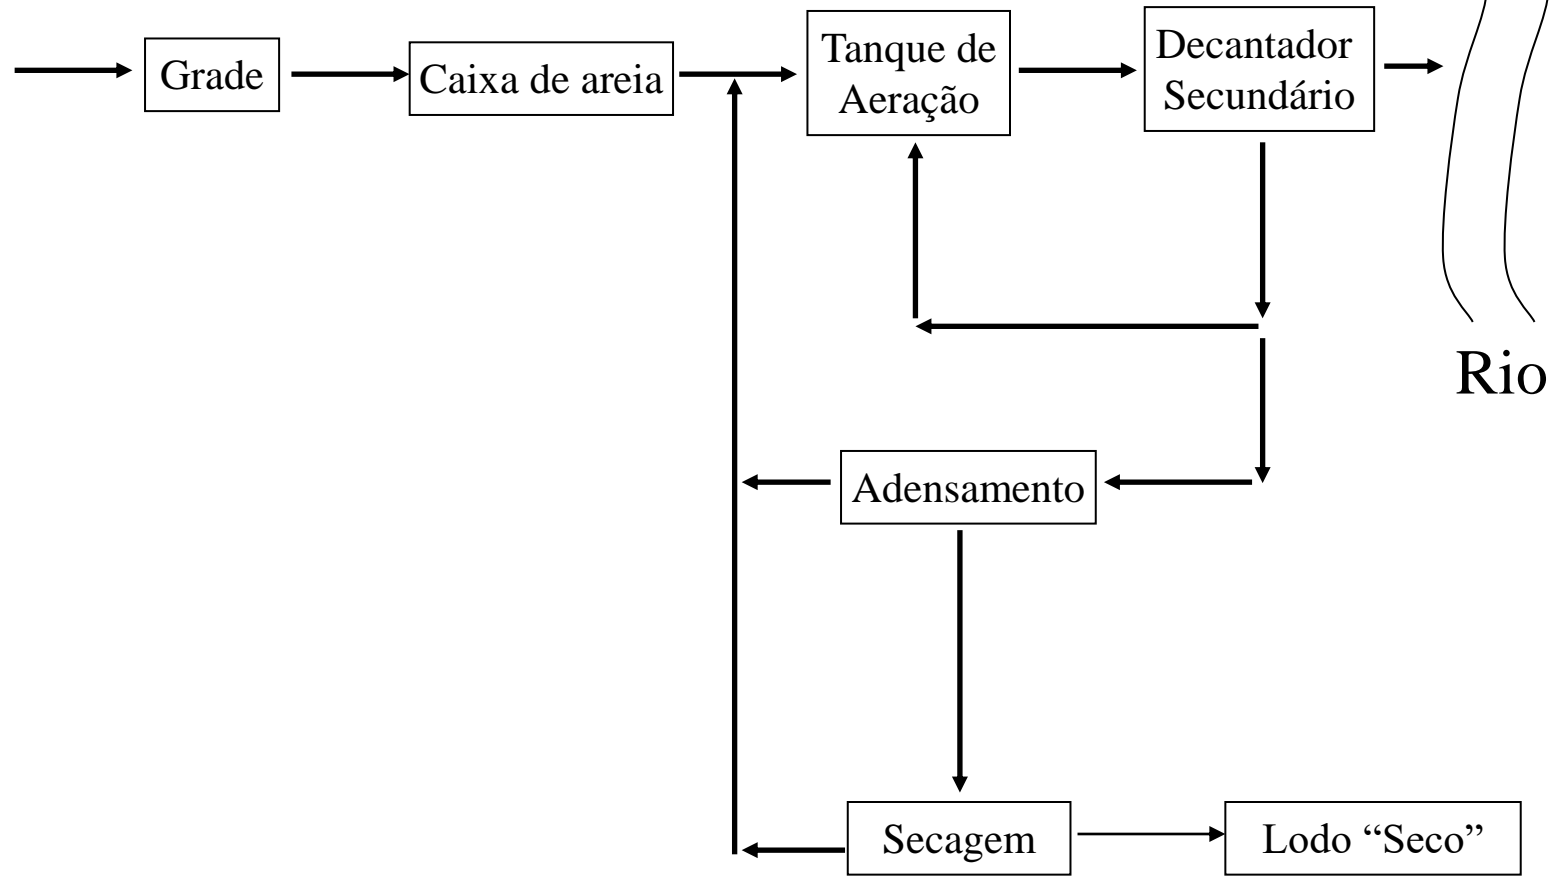 Grade
Caixa de areia
Tanque de
Aeração
Decantador
Secundário
Rio
Adensamento
Secagem
Lodo “Seco”